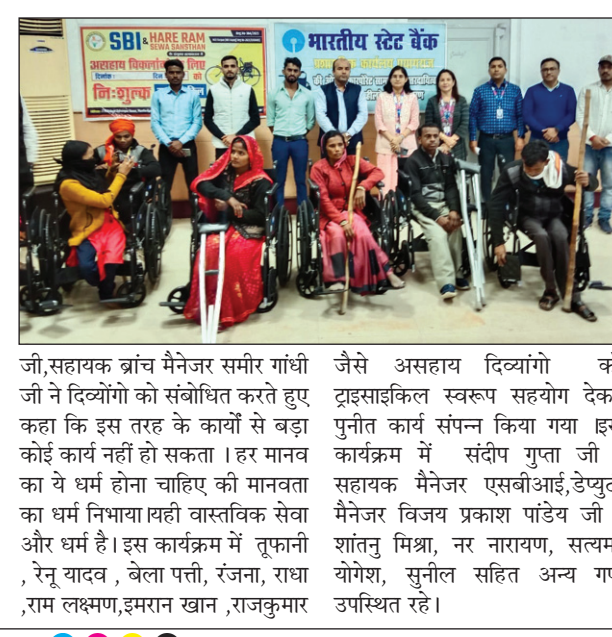 SBI & HARE RAM
SEWA SANSTHAN
असहाय विकलांगों के लिए
दिनांक
को
निःशुल्क
भारतीय स्टेट बैंक
जी,सहायक ब्रांच मैनेजर समीर गांधी
जी ने दिव्योंगो को संबोधित करते हुए
कहा कि इस तरह के कार्यों से बड़ा
कोई कार्य नहीं हो सकता । हर मानव
का ये धर्म होना चाहिए की मानवता
का धर्म निभाया।यही वास्तविक सेवा
और धर्म है। इस कार्यक्रम में तूफानी
, रेनू यादव , बेला पत्ती, रंजना, राधा
,राम लक्ष्मण,इमरान खान ,राजकुमार
जैसे असहाय दिव्यांगो
ट्राइसाइकिल स्वरूप सहयोग
पुनीत कार्य संपन्न किया गया
कार्यक्रम में संदीप गुप्ता जी
सहायक मैनेजर एसबीआई,
मैनेजर विजय प्रकाश पांडेय जी
शांतनु मिश्रा, नर नारायण,
योगेश, सुनील सहित अन्य
उपस्थित रहे।